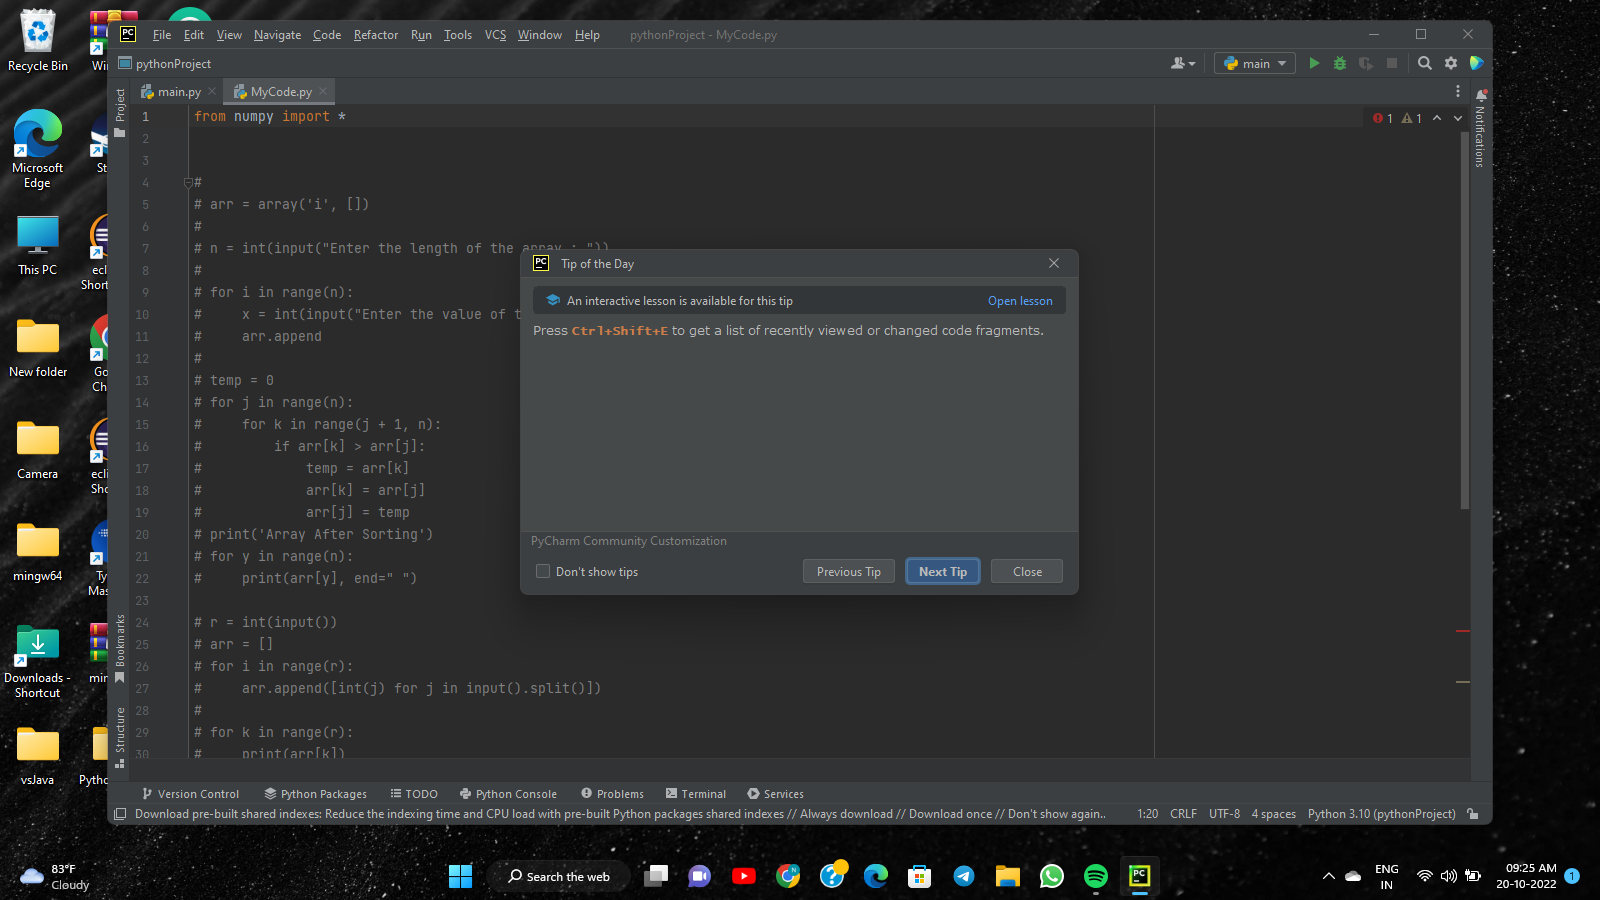 Recycle Bin
Microsoft
Edge
This PC
New folder
Camera
mingw64
Downloads -
Shortcut
vsJava
PC
File Edit View Navigate Code Refactor Run Tools VCS Window Help pythonProject - MyCode.py
pythonProject
main
main.py
MyCode.py
Project
Bookmarks
Structure
Notifications
1 1
1 from numpy import *
2
3
4 #
5 # arr = array('i', [])
6 #
7 # n = int(input("Enter the length of the array : "))
8 #
9 # for i in range(n):
10 # x = int(input("Enter the value of
11 # arr.append
12 #
13 # temp = 0
14 # for j in range(n):
15 # for k in range(j + 1, n):
16 # if arr[k] > arr[j]:
17 # temp = arr[k]
18 # arr[k] = arr[j]
19 # arr[j] = temp
20 # print('Array After Sorting')
21 # for y in range(n):
22 # print(arr[y], end=" ")
23
24 # r = int(input())
25 # arr = []
26 # for i in range(r):
27 # arr.append([int(j) for j in input().split()])
28 #
29 # for k in range(r):
30 # print(arr[k])
PC Tip of the Day
An interactive lesson is available for this tip Open lesson
Press Ctrl+Shift+E to get a list of recently viewed or changed code fragments.
PyCharm Community Customization
Don't show tips Previous Tip Next Tip Close
Version Control Python Packages TODO Python Console Problems Terminal Services
Download pre-built shared indexes: Reduce the indexing time and CPU load with pre-built Python packages shared indexes // Always download // Download once // Don't show again.. 1:20 CRLF UTF-8 4 spaces Python 3.10 (pythonProject)
83°F
Cloudy
Search the web
PC
ENG
IN
09:25 AM
20-10-2022
1